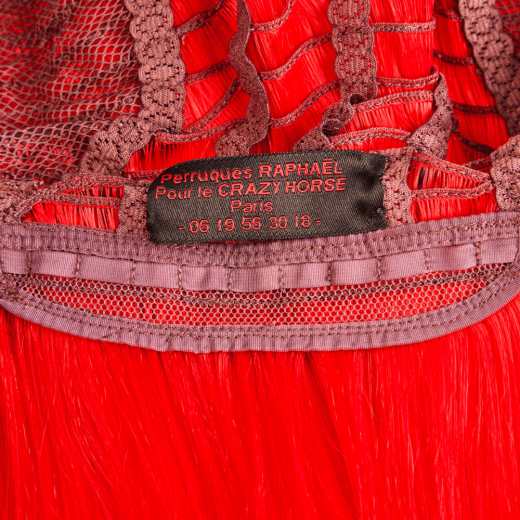 Perruques RAPHAËL
Pour le CRAZY HORSE
Paris
- 06 19 56 30 18 -